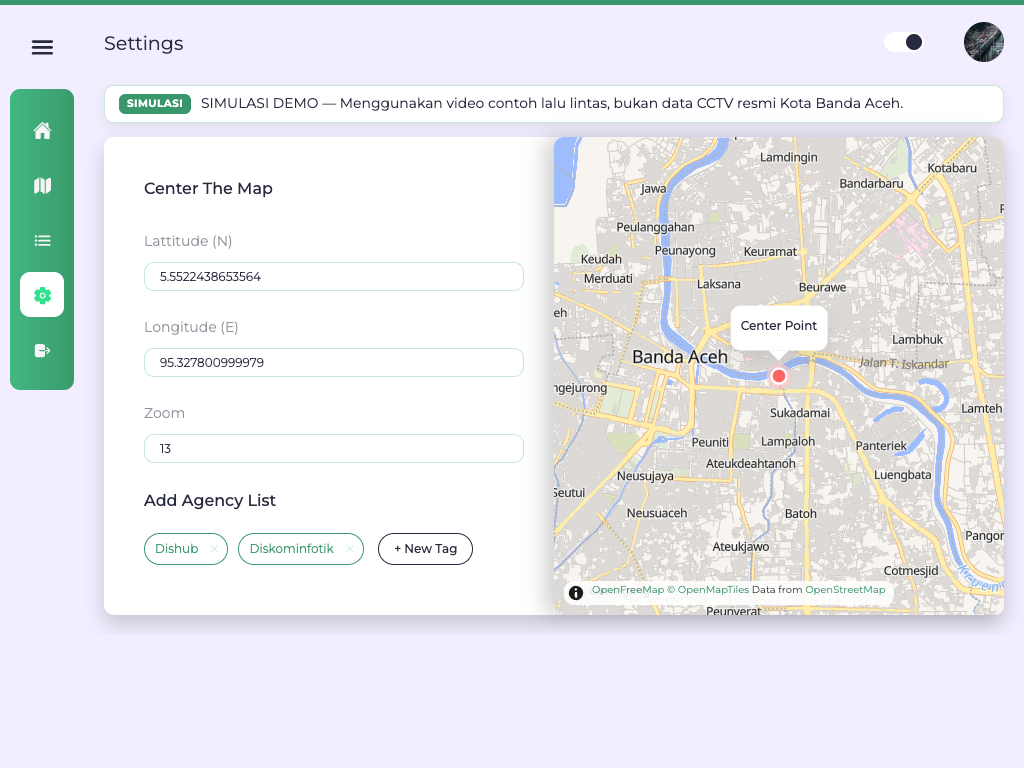 Settings
SIMULASI SIMULASI DEMO — Menggunakan video contoh lalu lintas, bukan data CCTV resmi Kota Banda Aceh.
Center The Map
Lattitude (N)
5.5522438653564
Longitude (E)
95.327800999979
Zoom
13
Add Agency List
Dishub × Diskominfotik × + New Tag
Lamdingin
Kotabaru
Bandarbaru
Jawa
Peulanggahan
Peunayong
Keuramat
Keudah
Merduati
Laksana
Beurawe
eh
Center Point
Lambhuk
Banda Aceh
Jalan T. Iskandar
ngejurong
Lamteh
Sukadamai
Peuniti
Lampaloh
Panteriek
Ateukdeahtanoh
Neusujaya
Luengbata
Seutui
Neusuaceh
Batoh
Pangor
Ateukjawo
Cotmesjid
OpenFreeMap © OpenMapTiles Data from OpenStreetMap
Peunyerat